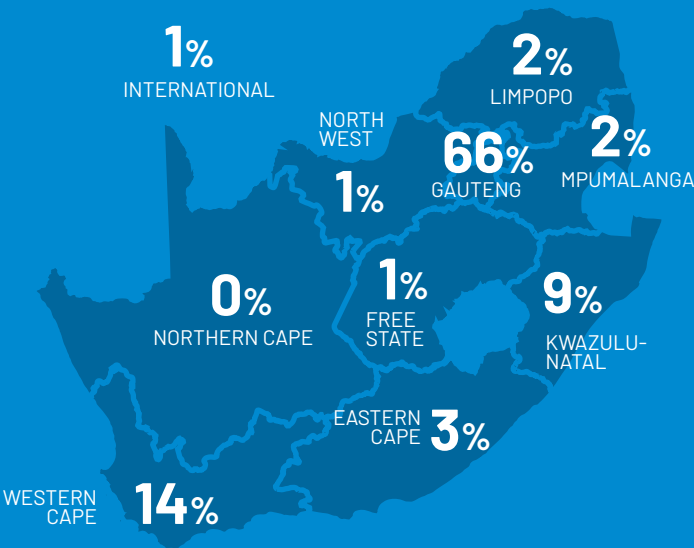 1%
INTERNATIONAL
2%
LIMPOPO
NORTH
WEST
1%
66%
GAUTENG
2%
MPUMALANGA
0%
NORTHERN CAPE
1%
FREE
STATE
9%
KWAZULU-
NATAL
EASTERN
CAPE
3%
WESTERN
CAPE
14%